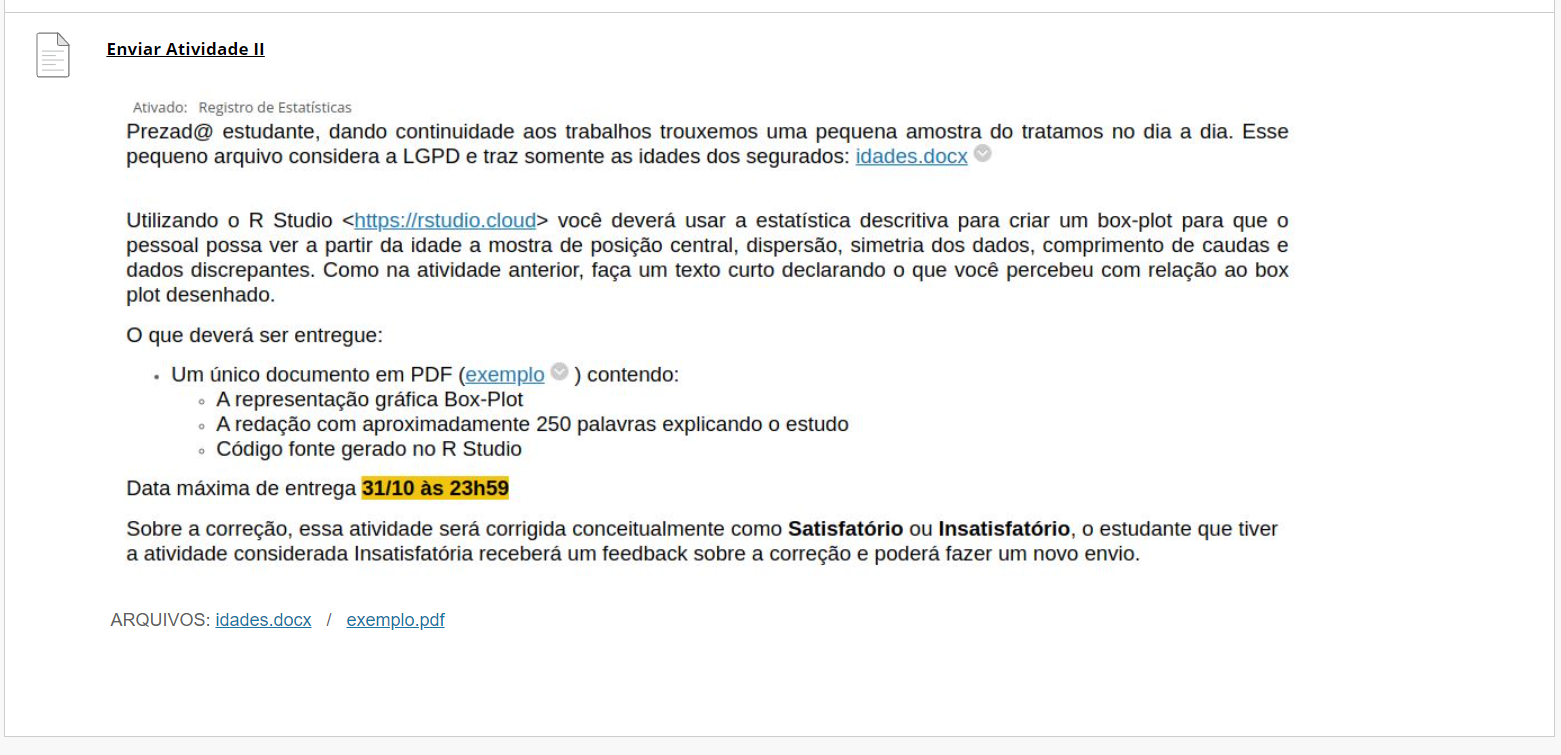 Enviar Atividade II
Ativado: Registro de Estatísticas
Prezad@ estudante, dando continuidade aos trabalhos trouxemos uma pequena amostra do tratamos no dia a dia. Esse
pequeno arquivo considera a LGPD e traz somente as idades dos segurados: idades.docx
Utilizando o R Studio <https://rstudio.cloud> você deverá usar a estatística descritiva para criar um box-plot para que o
pessoal possa ver a partir da idade a mostra de posição central, dispersão, simetria dos dados, comprimento de caudas e
dados discrepantes. Como na atividade anterior, faça um texto curto declarando o que você percebeu com relação ao box
plot desenhado.
O que deverá ser entregue:
• Um único documento em PDF (exemplo ) contendo:
◦ A representação gráfica Box-Plot
◦ A redação com aproximadamente 250 palavras explicando o estudo
◦ Código fonte gerado no R Studio
Data máxima de entrega 31/10 às 23h59
Sobre a correção, essa atividade será corrigida conceitualmente como Satisfatório ou Insatisfatório, o estudante que tiver
a atividade considerada Insatisfatória receberá um feedback sobre a correção e poderá fazer um novo envio.
ARQUIVOS: idades.docx / exemplo.pdf